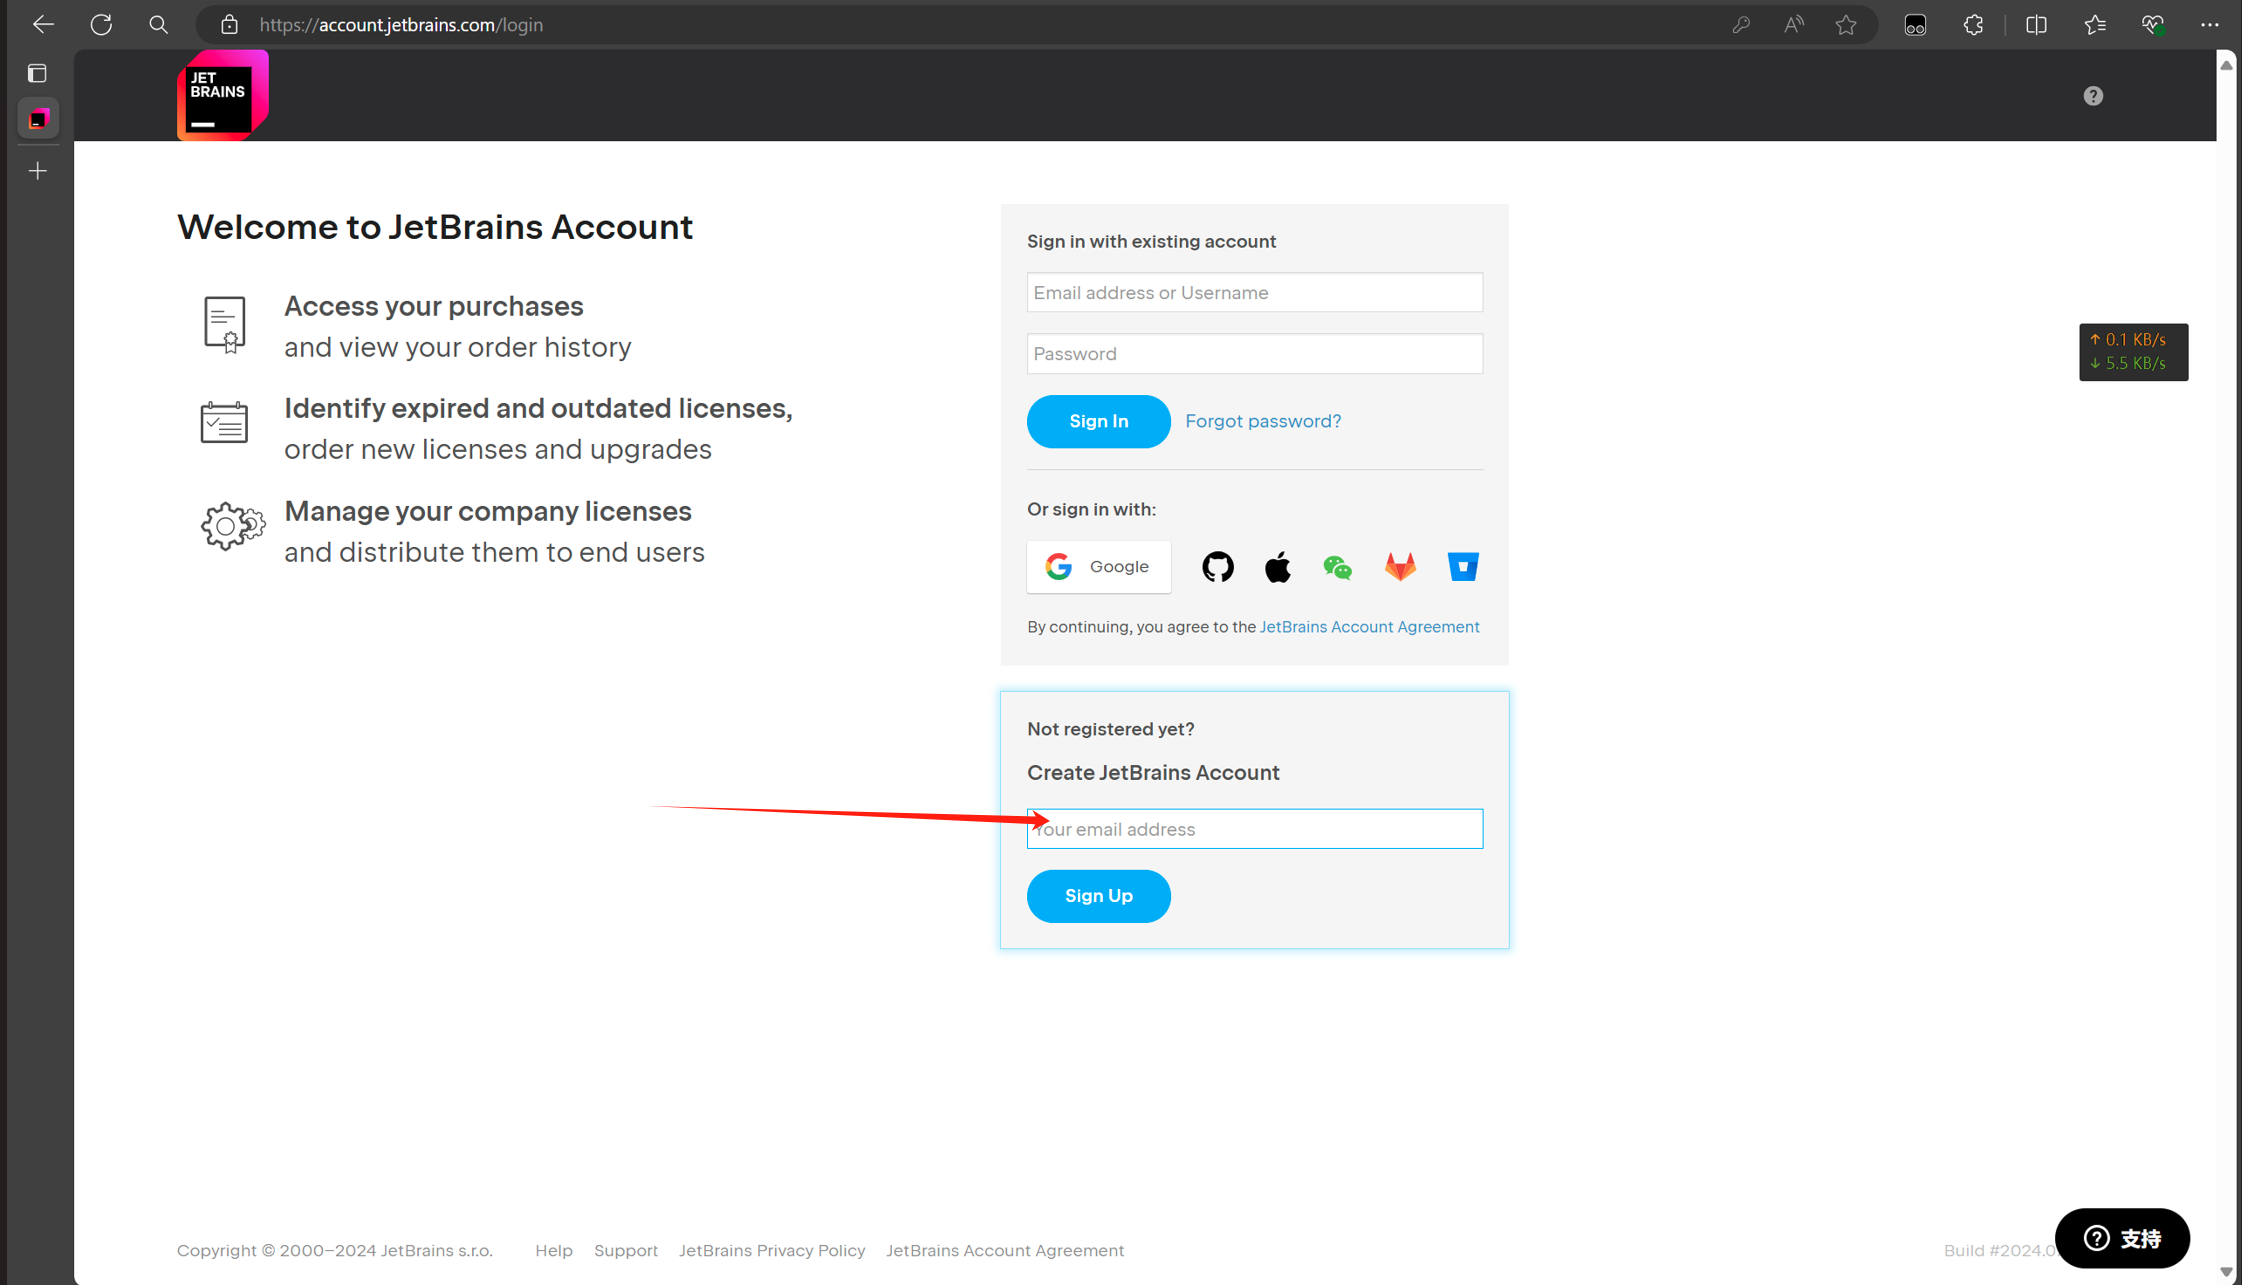 https://account.jetbrains.com/login
JET
BRAINS
Welcome to JetBrains Account
Access your purchases
and view your order history
Identify expired and outdated licenses,
order new licenses and upgrades
Manage your company licenses
and distribute them to end users
Sign in with existing account
Email address or Username
Password
Sign In
Forgot password?
Or sign in with:
Google
By continuing, you agree to the JetBrains Account Agreement
Not registered yet?
Create JetBrains Account
Your email address
Sign Up
↑ 0.1 KB/s
↓ 5.5 KB/s
Copyright © 2000–2024 JetBrains s.r.o.
Help
Support
JetBrains Privacy Policy
JetBrains Account Agreement
Build #2024.0
支持